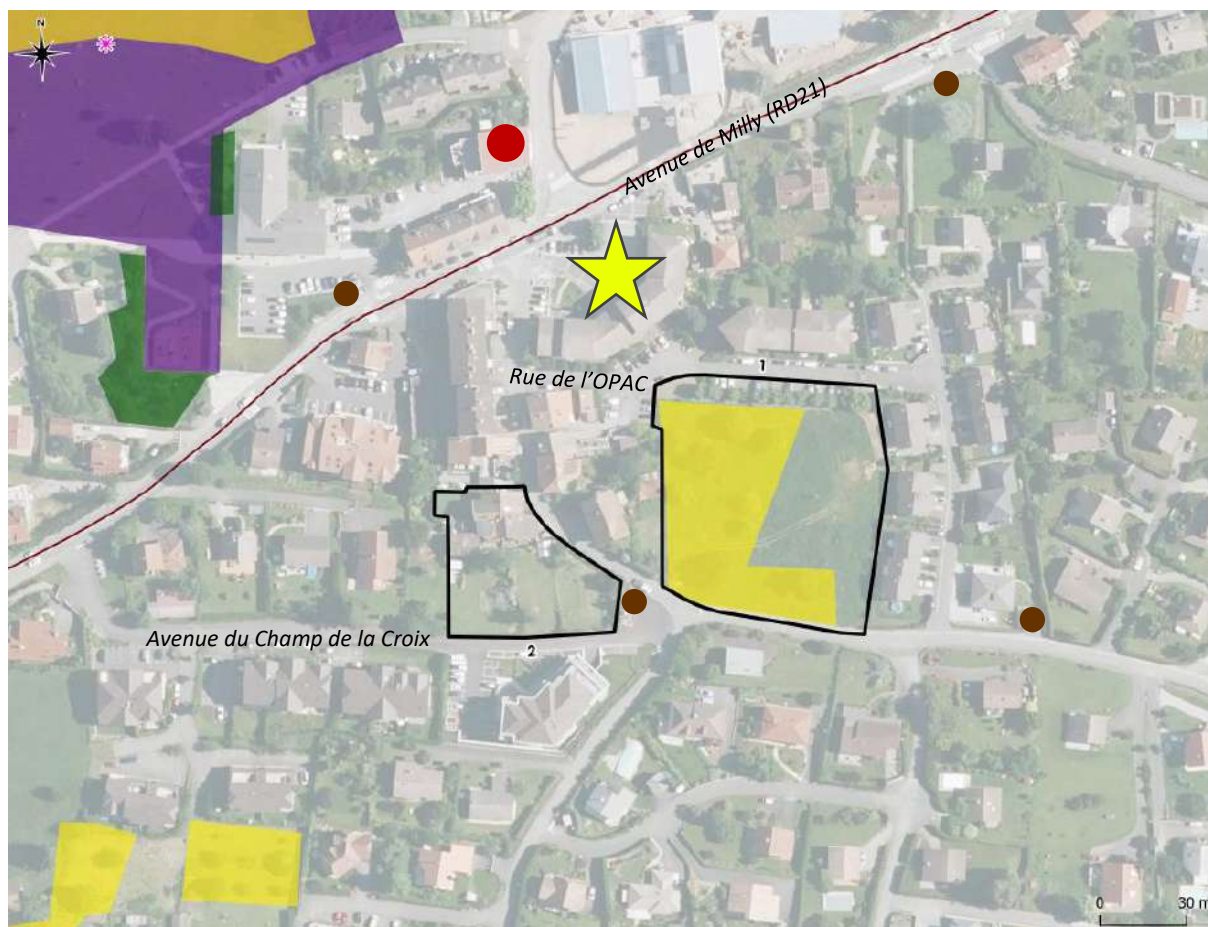 N
Avenue de Milly (RD21)
Rue de l'OPAC
1
Avenue du Champ de la Croix
2
0 30 m